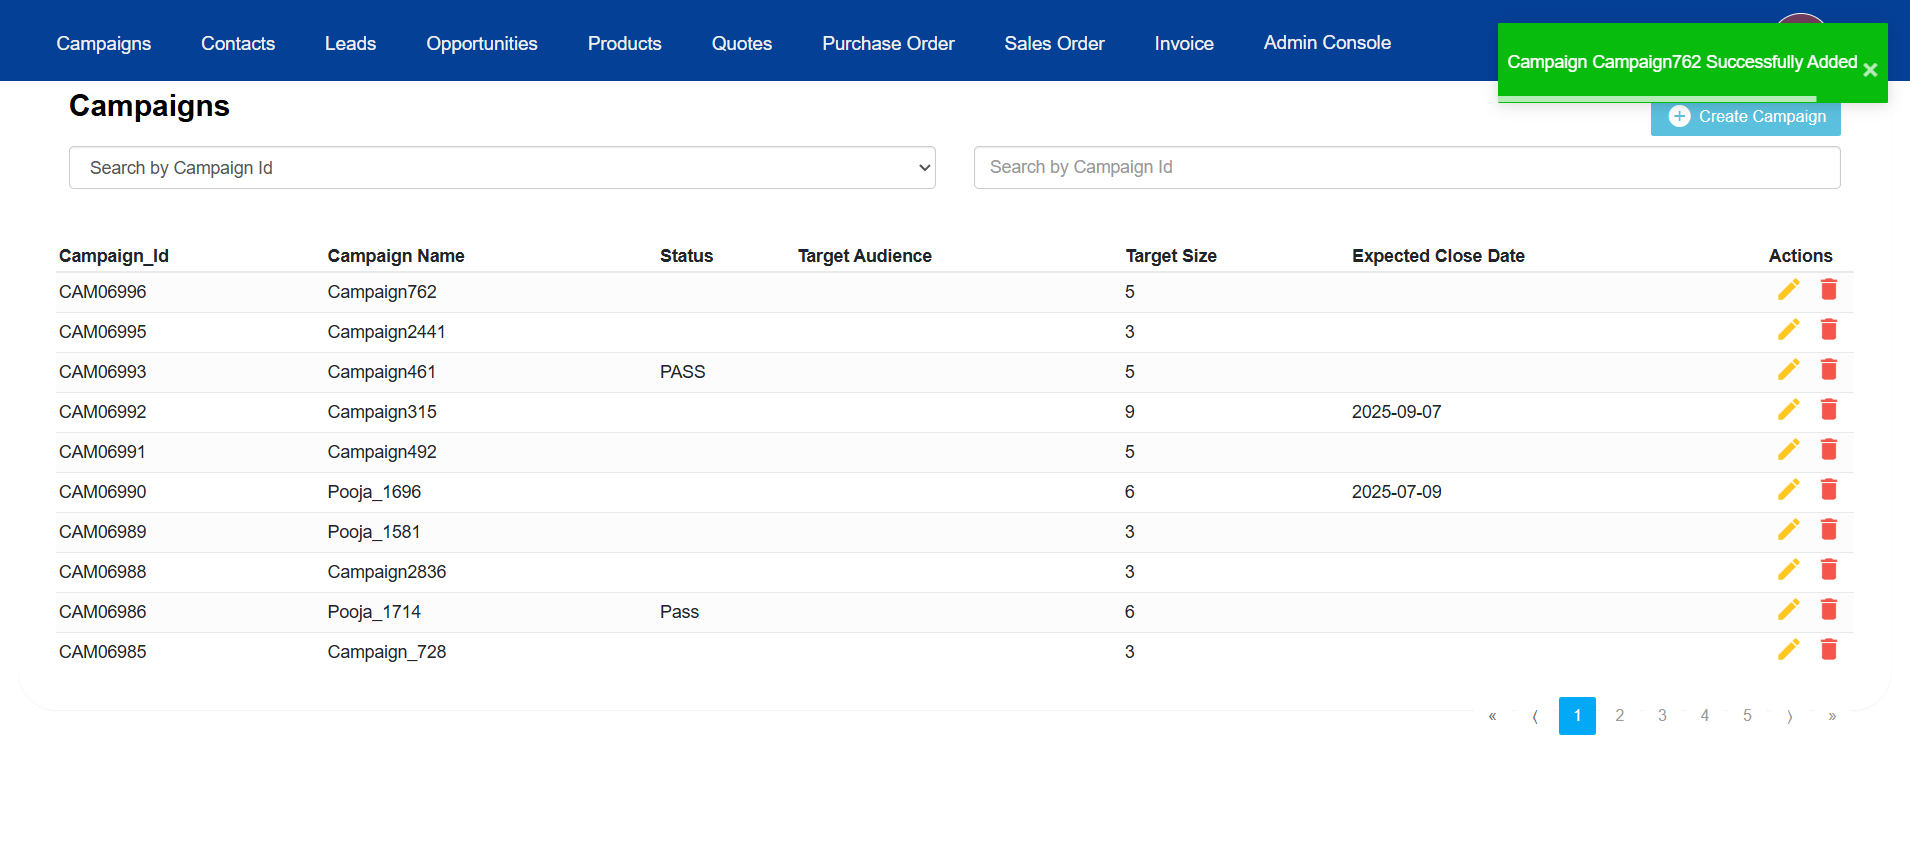 Campaigns Contacts Leads Opportunities Products Quotes Purchase Order Sales Order Invoice Admin Console
Campaign Campaign762 Successfully Added ×
Campaigns
Create Campaign
Search by Campaign Id Search by Campaign Id
Campaign_Id Campaign Name Status Target Audience Target Size Expected Close Date Actions
CAM06996 Campaign762 5
CAM06995 Campaign2441 3
CAM06993 Campaign461 PASS 5
CAM06992 Campaign315 9 2025-09-07
CAM06991 Campaign492 5
CAM06990 Pooja_1696 6 2025-07-09
CAM06989 Pooja_1581 3
CAM06988 Campaign2836 3
CAM06986 Pooja_1714 Pass 6
CAM06985 Campaign_728 3
« ⟨ 1 2 3 4 5 ⟩ »